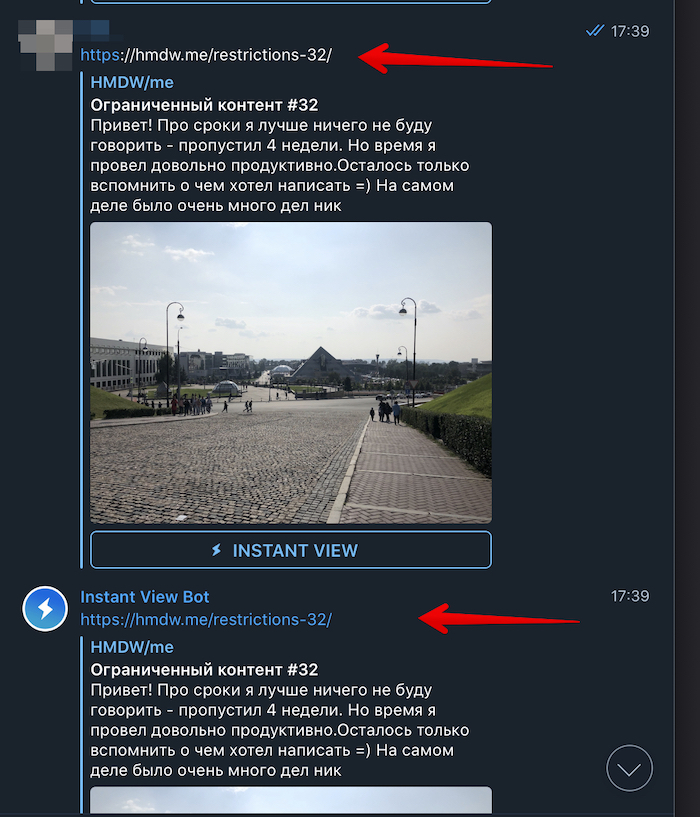 17:39
https://hmdw.me/restrictions-32/
HMDW/me
Ограниченный контент #32
Привет! Про сроки я лучше ничего не буду
говорить - пропустил 4 недели. Но время я
провел довольно продуктивно.Осталось только
вспомнить о чем хотел написать =) На самом
деле было очень много дел ник
INSTANT VIEW
Instant View Bot 17:39
https://hmdw.me/restrictions-32/
HMDW/me
Ограниченный контент #32
Привет! Про сроки я лучше ничего не буду
говорить - пропустил 4 недели. Но время я
провел довольно продуктивно.Осталось только
вспомнить о чем хотел написать =) На самом
деле было очень много дел ник